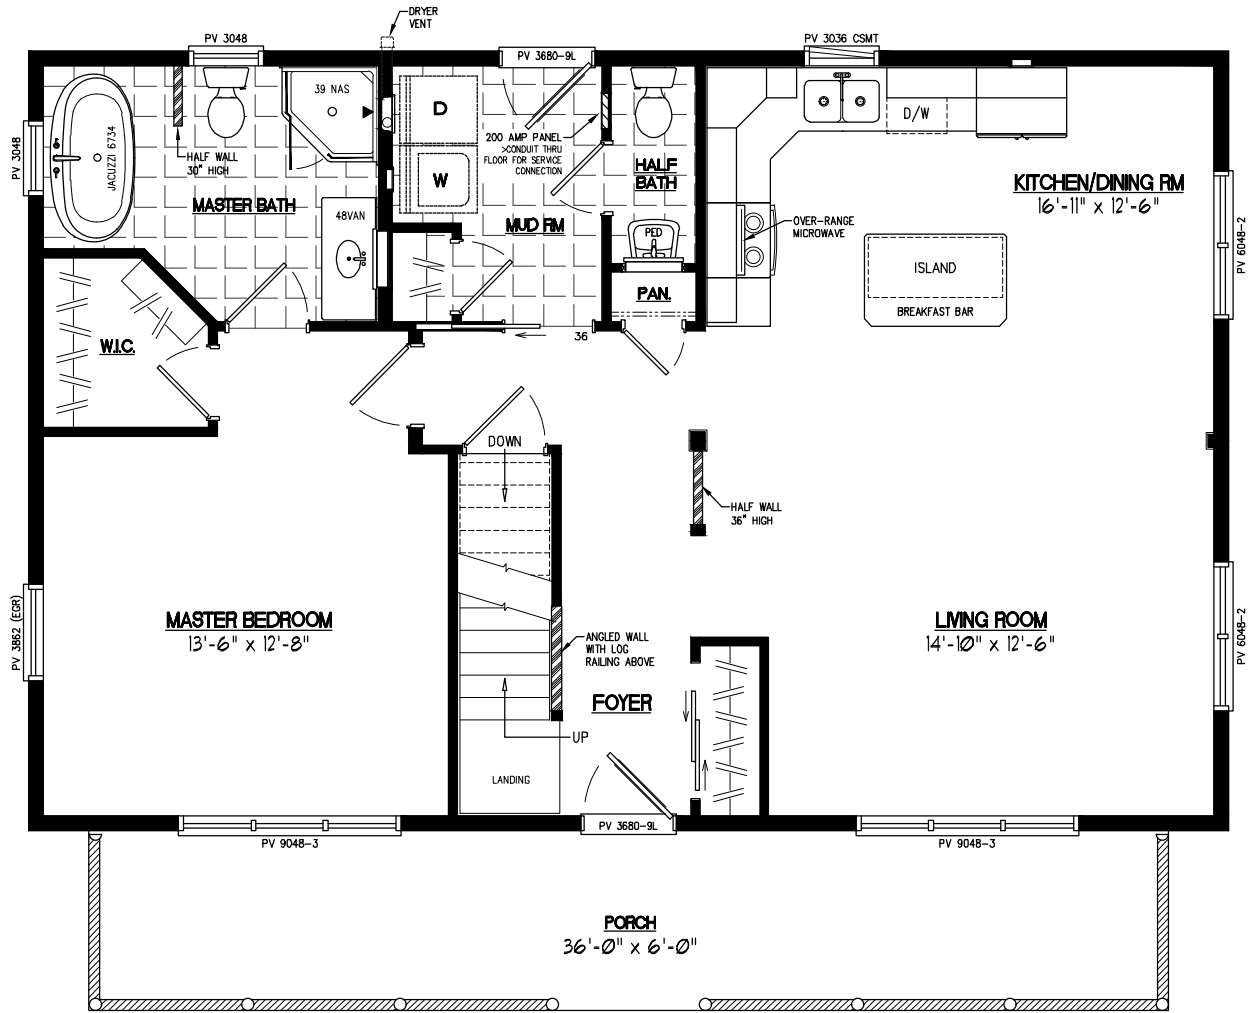 DRYER
VENT
PV 3048
PV 3680-9L
PV 3036 CSMT
39 NAS
D
D/W
200 AMP PANEL
>CONDUIT THRU
FLOOR FOR SERVICE
CONNECTION
PV 3048
JACUZZI 6734
HALF WALL
30" HIGH
W
HALF
BATH
KITCHEN/DINING RM
16'-11" x 12'-6"
MASTER BATH
48VAN
MUD RM
PED
OVER-RANGE
MICROWAVE
PV 6048-2
ISLAND
BREAKFAST BAR
PAN.
W.I.C.
36
DOWN
HALF WALL
36" HIGH
PV 3862 (EGR)
MASTER BEDROOM
13'-6" x 12'-8"
ANGLED WALL
WITH LOG
RAILING ABOVE
LIVING ROOM
14'-10" x 12'-6"
PV 6048-2
FOYER
UP
LANDING
PV 9048-3
PV 3680-9L
PV 9048-3
PORCH
36'-0" x 6'-0"